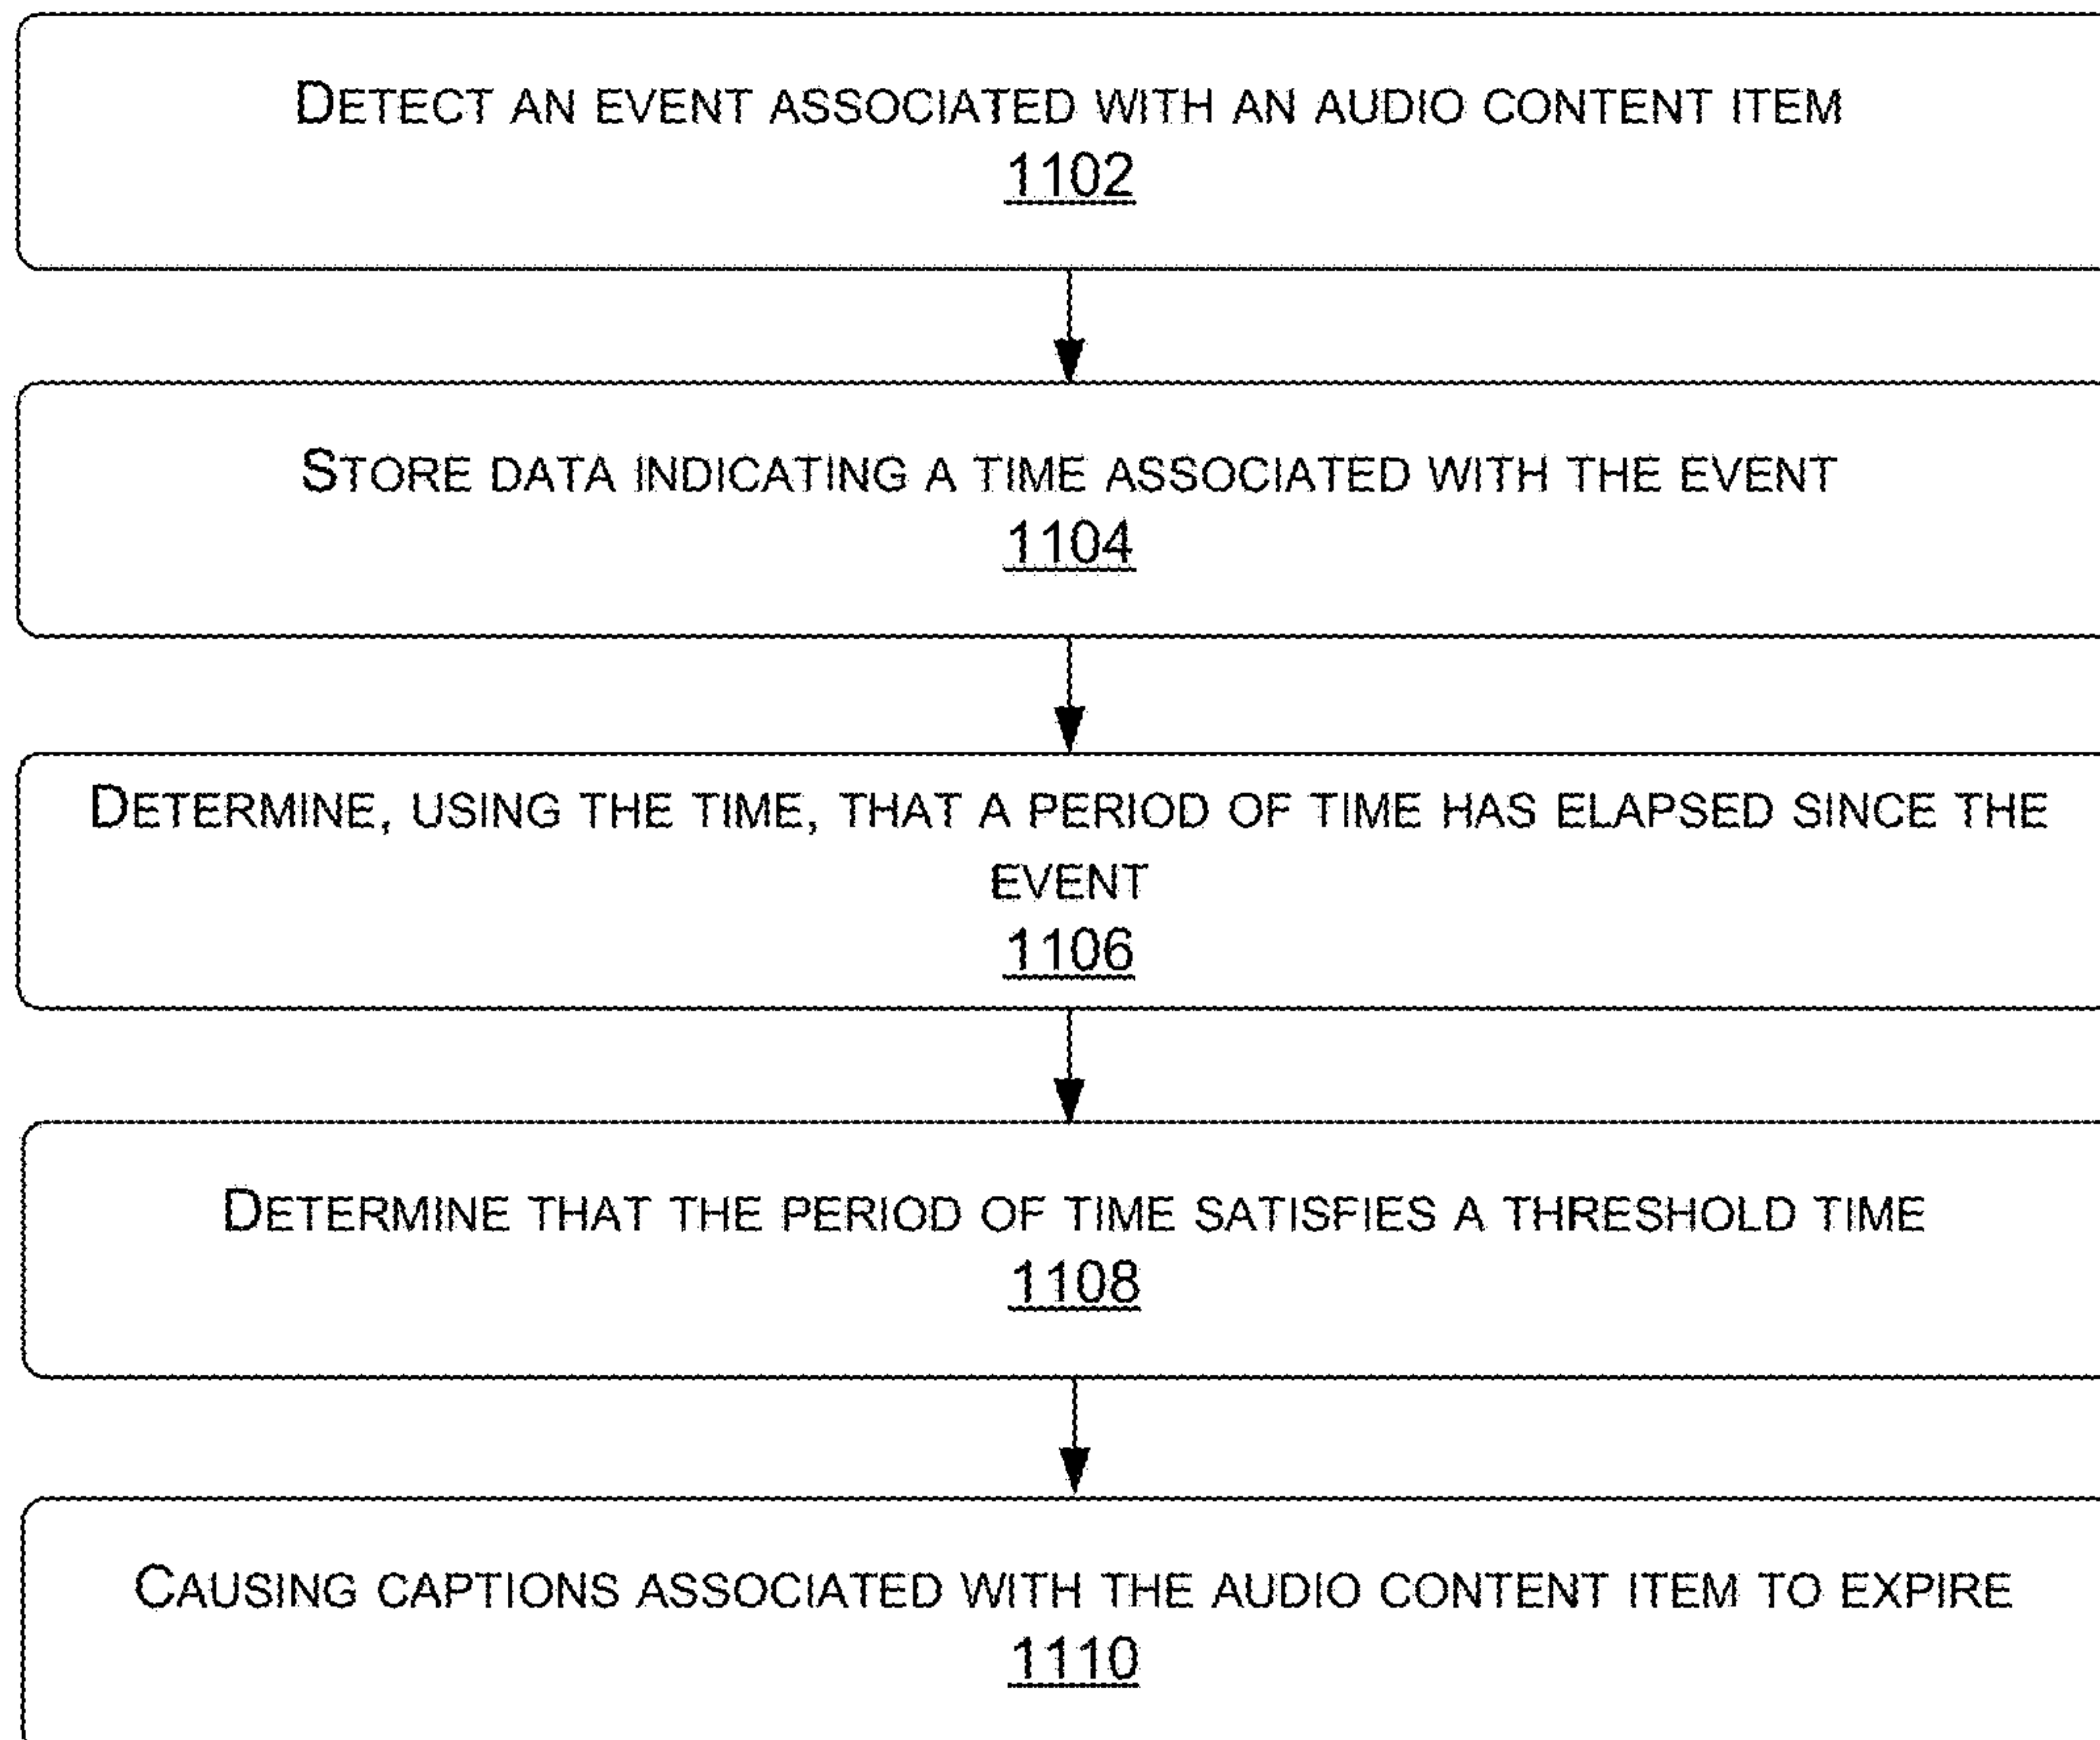 DETECT AN EVENT ASSOCIATED WITH AN AUDIO CONTENT ITEM
1102
STORE DATA INDICATING A TIME ASSOCIATED WITH THE EVENT
1104
DETERMINE, USING THE TIME, THAT A PERIOD OF TIME HAS ELAPSED SINCE THE
EVENT
1106
DETERMINE THAT THE PERIOD OF TIME SATISFIES A THRESHOLD TIME
1108
CAUSING CAPTIONS ASSOCIATED WITH THE AUDIO CONTENT ITEM TO EXPIRE
1110